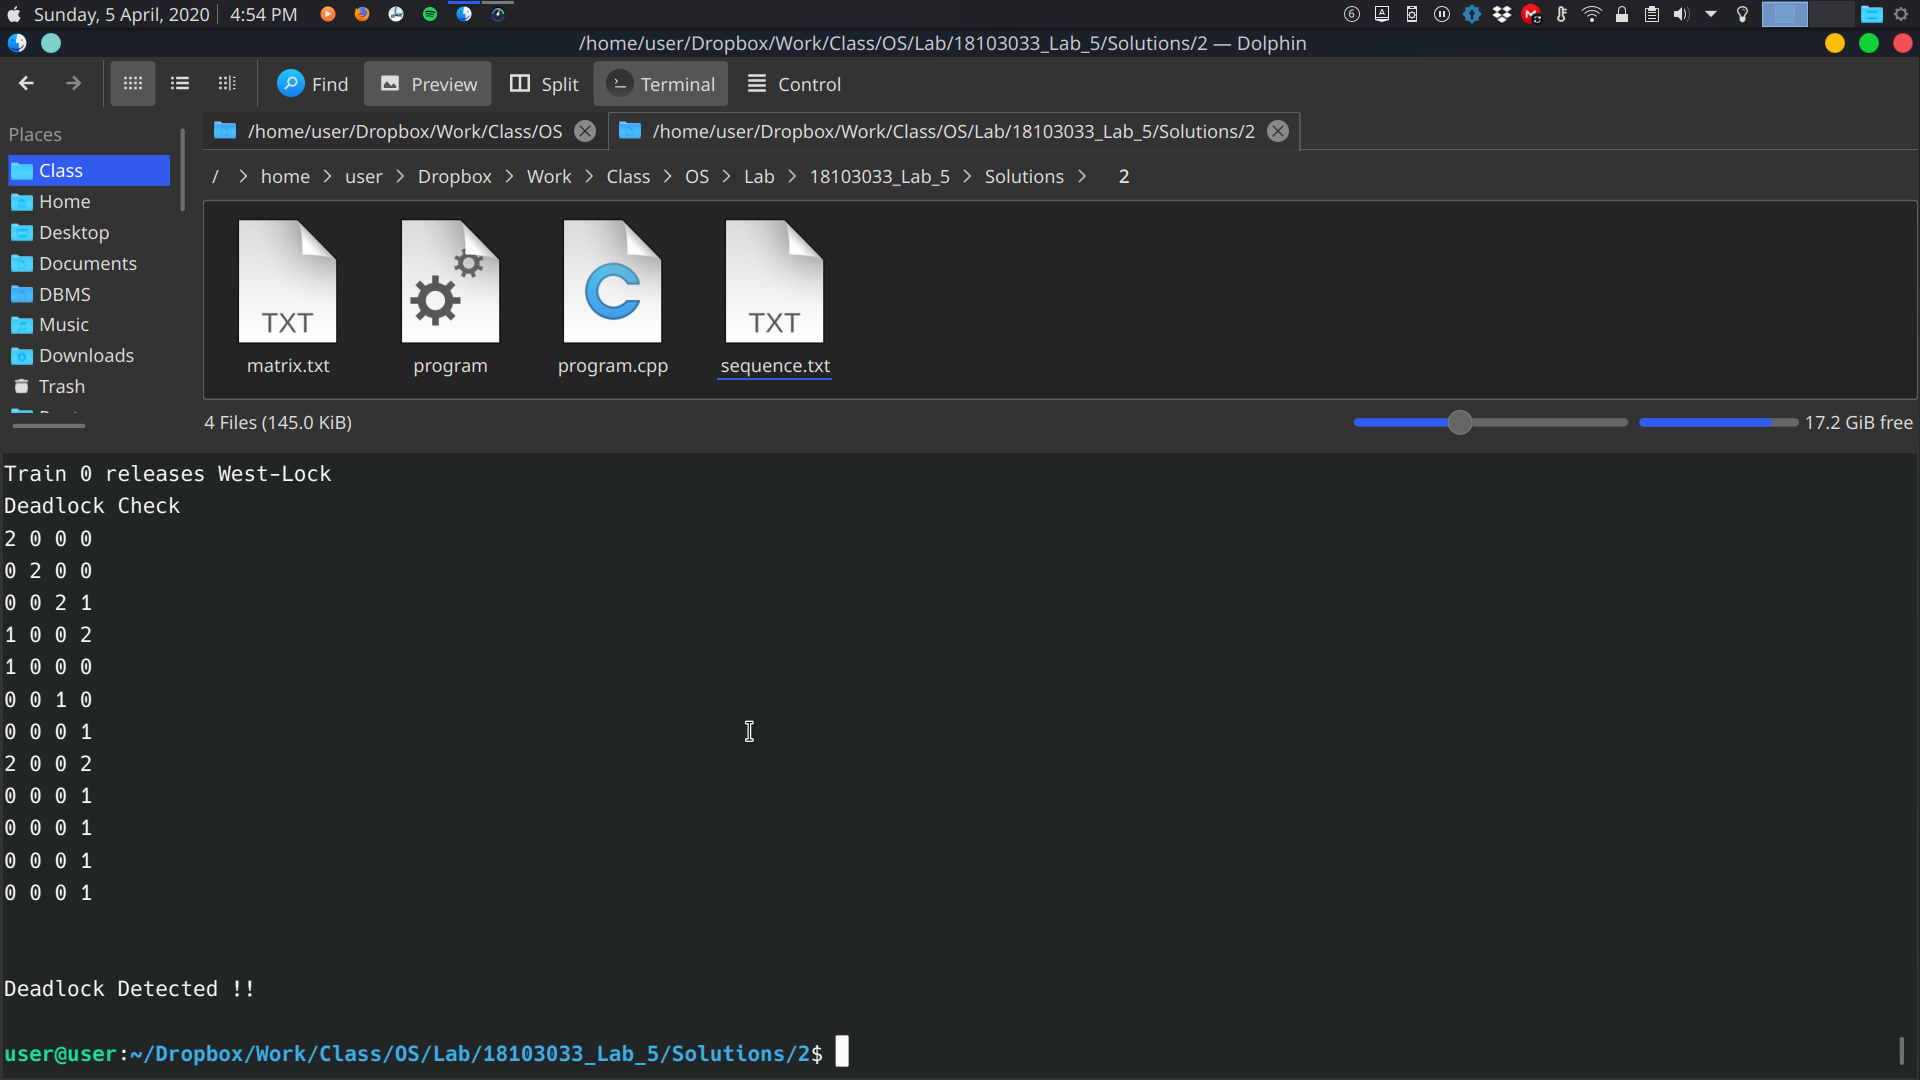 Sunday, 5 April, 2020 4:54 PM
/home/user/Dropbox/Work/Class/OS/Lab/18103033_Lab_5/Solutions/2 — Dolphin
Find Preview Split Terminal Control
Places
Class
Home
Desktop
Documents
DBMS
Music
Downloads
Trash
/home/user/Dropbox/Work/Class/OS
/home/user/Dropbox/Work/Class/OS/Lab/18103033_Lab_5/Solutions/2
/ > home > user > Dropbox > Work > Class > OS > Lab > 18103033_Lab_5 > Solutions > 2
TXT TXT
matrix.txt program program.cpp sequence.txt
4 Files (145.0 KiB) 17.2 GiB free
Train 0 releases West-Lock
Deadlock Check
2 0 0 0
0 2 0 0
0 0 2 1
1 0 0 2
1 0 0 0
0 0 1 0
0 0 0 1
2 0 0 2
0 0 0 1
0 0 0 1
0 0 0 1
0 0 0 1
Deadlock Detected !!
user@user:~/Dropbox/Work/Class/OS/Lab/18103033_Lab_5/Solutions/2$